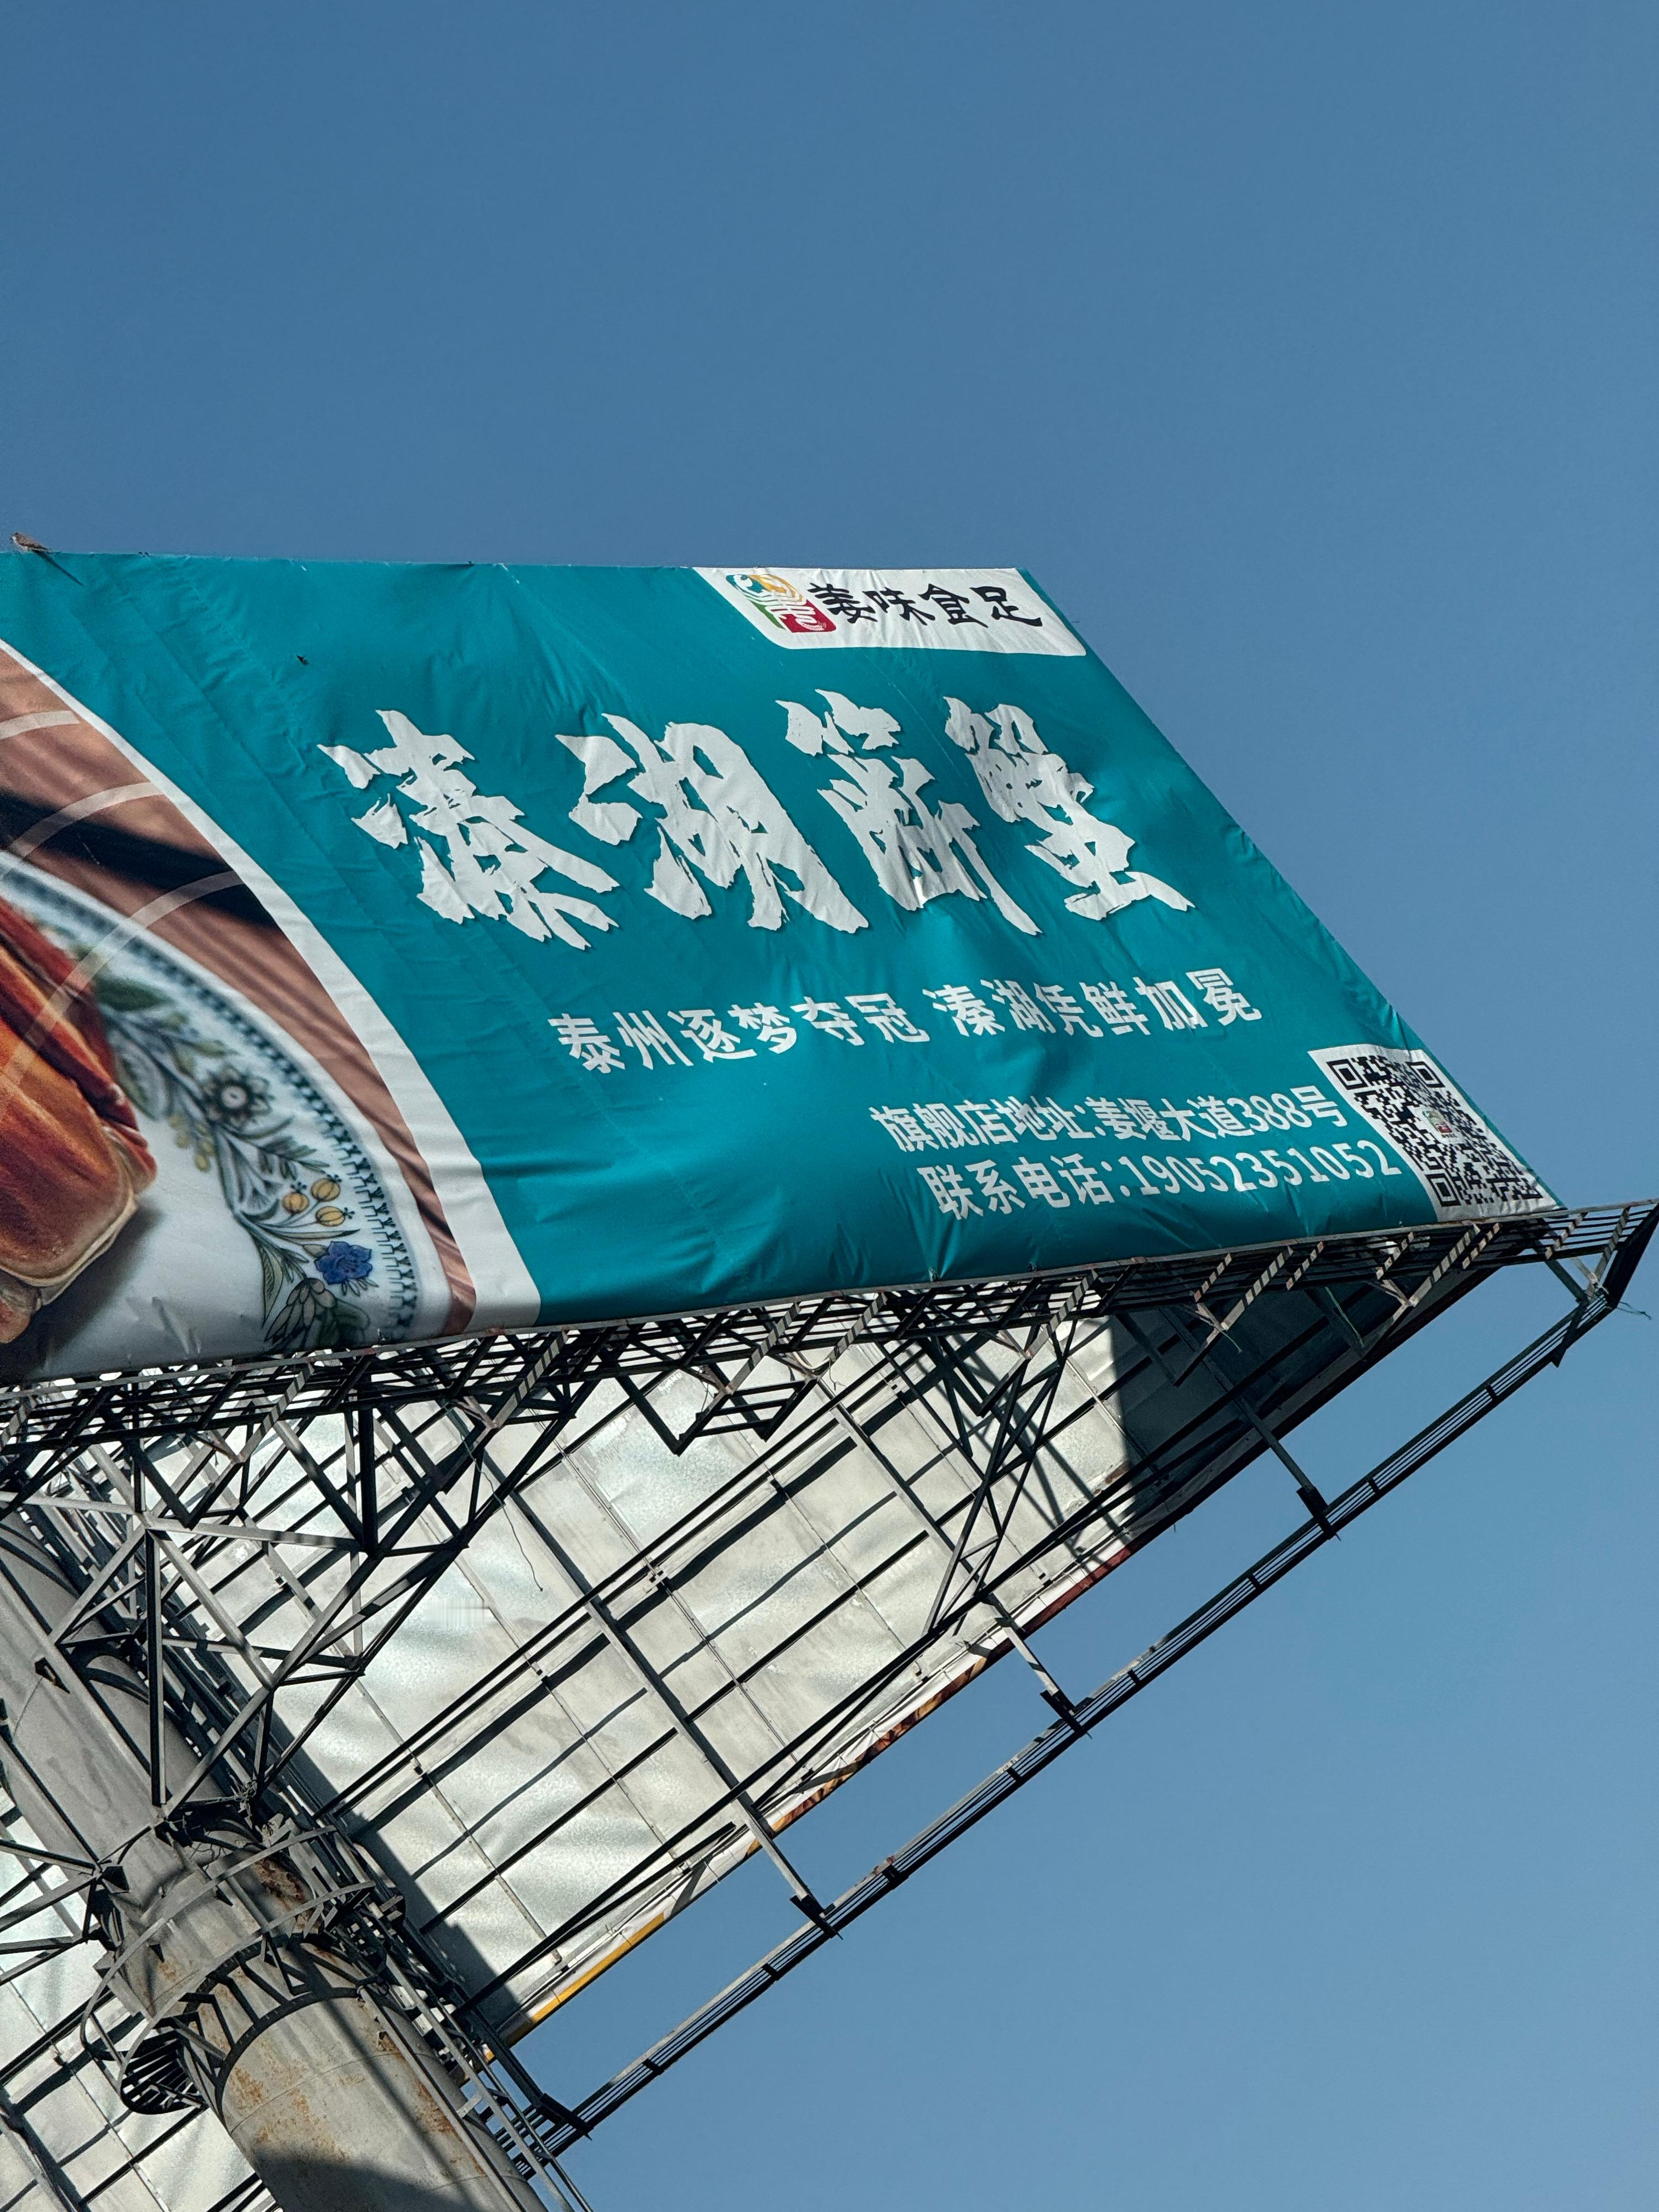 姜味食足
溱湖簖蟹
泰州逐梦夺冠 溱湖凭鲜加冕
旗舰店地址:姜堰大道388号
联系电话:19052351052